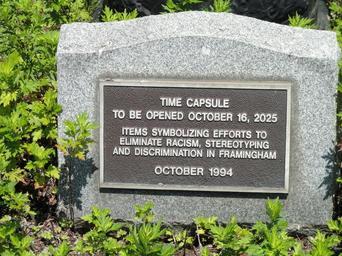 TIME CAPSULE
TO BE OPENED OCTOBER 16, 2025
ITEMS SYMBOLIZING EFFORTS TO
ELIMINATE RACISM, STEREOTYPING
AND DISCRIMINATION IN FRAMINGHAM
OCTOBER 1994